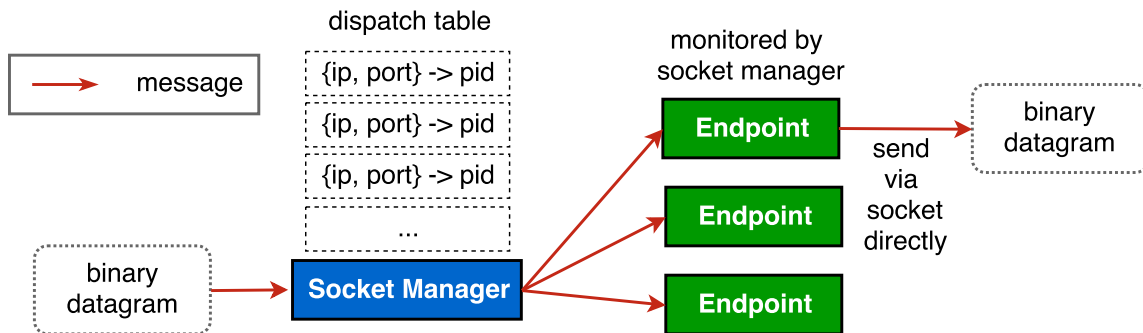 dispatch table
message
{ip, port} -> pid
{ip, port} -> pid
{ip, port} -> pid
...
monitored by
socket manager
Endpoint
Endpoint
Endpoint
send
via
socket
directly
binary
datagram
binary
datagram
Socket Manager